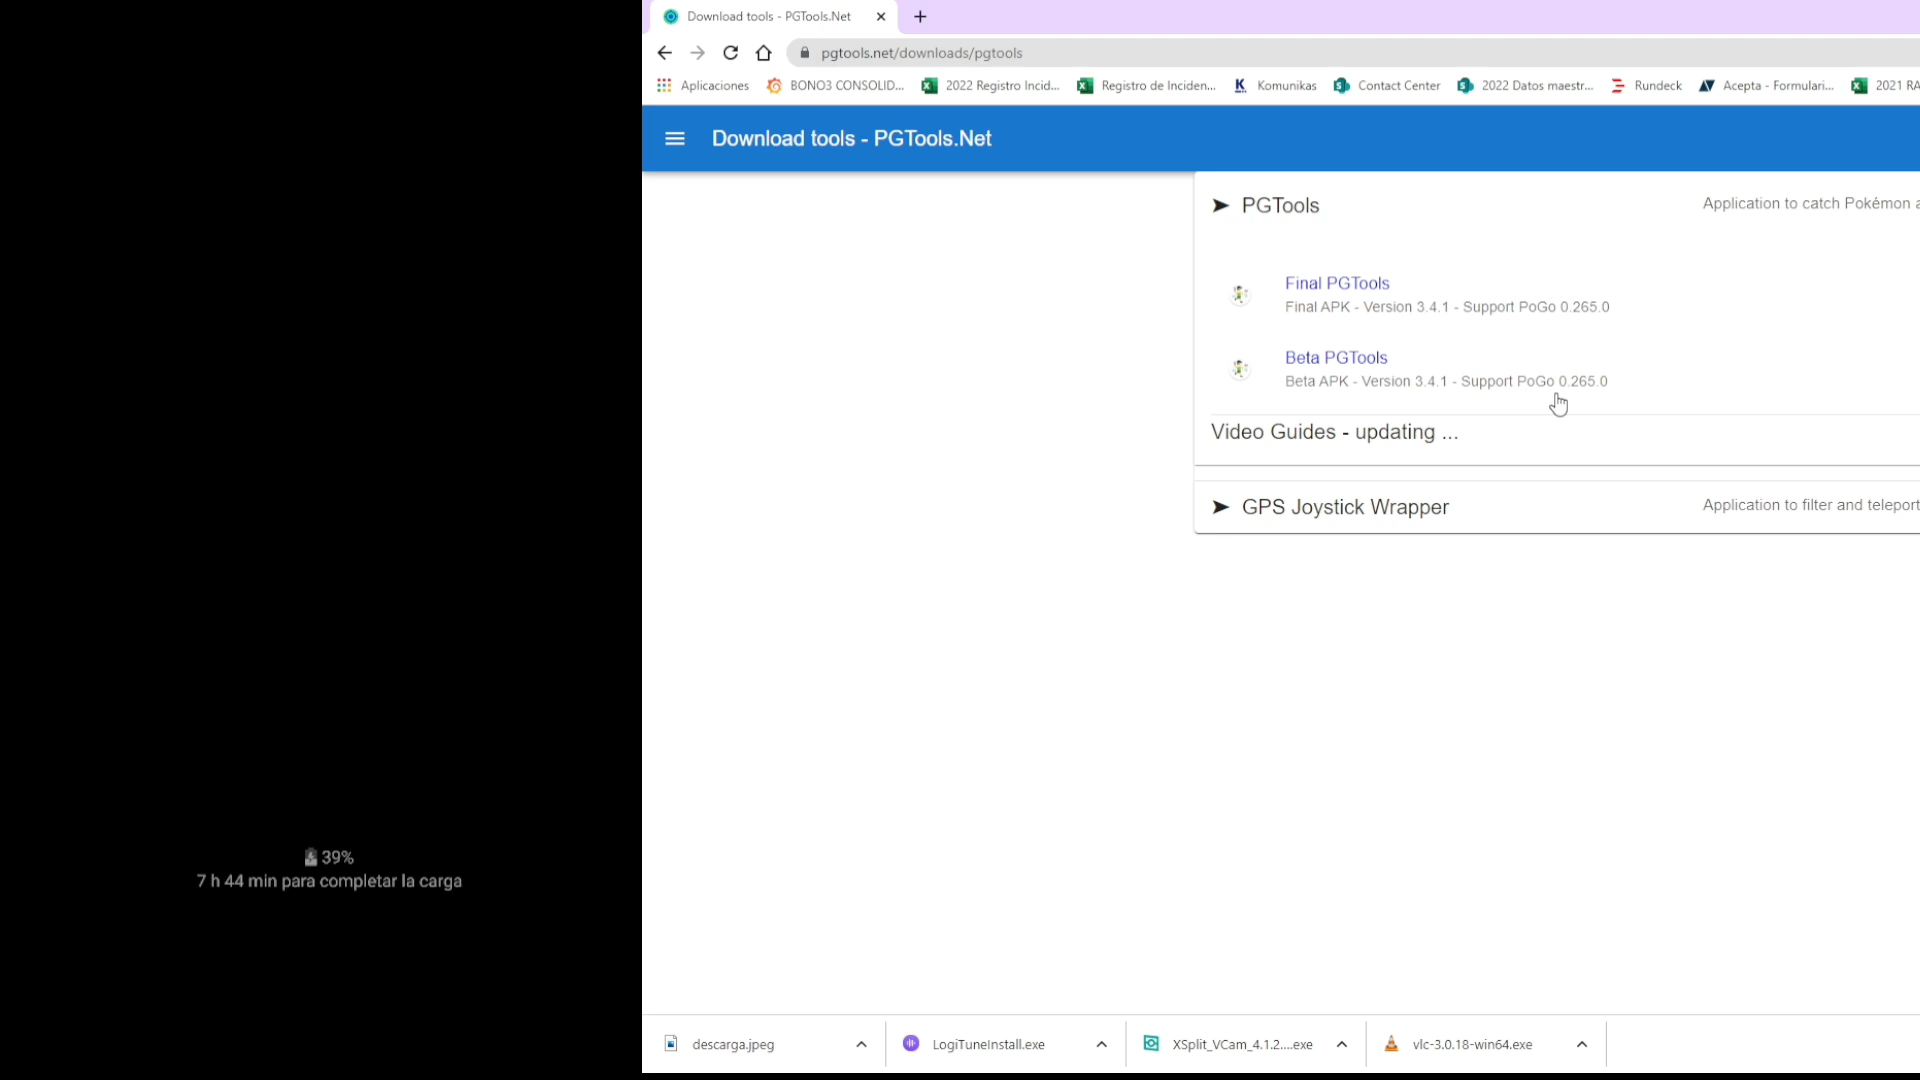 Download tools - PGTools.Net
pgtools.net/downloads/pgtools
Aplicaciones
BONO3 CONSOLID...
2022 Registro Incid...
Registro de Inciden...
Komunikas
Contact Center
2022 Datos maestr...
Rundeck
Acepta - Formulari...
2021 RA
Download tools - PGTools.Net
➤ PGTools
Application to catch Pokémon a
Final PGTools
Final APK - Version 3.4.1 - Support PoGo 0.265.0
Beta PGTools
Beta APK - Version 3.4.1 - Support PoGo 0.265.0
Video Guides - updating ...
➤ GPS Joystick Wrapper
Application to filter and teleport
39%
7 h 44 min para completar la carga
descarga.jpeg
LogiTuneInstall.exe
XSplit_VCam_4.1.2....exe
vlc-3.0.18-win64.exe